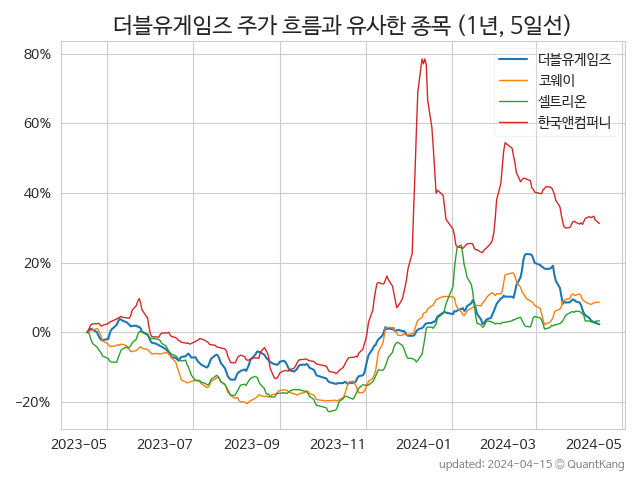 더블유게임즈 주가 흐름과 유사한 종목 (1년, 5일선)
80%
60%
40%
20%
0%
−20%
더블유게임즈
코웨이
셀트리온
한국앤컴퍼니
2023-05
2023-07
2023-09
2023-11
2024-01
2024-03
2024-05
updated: 2024-04-15 © QuantKang